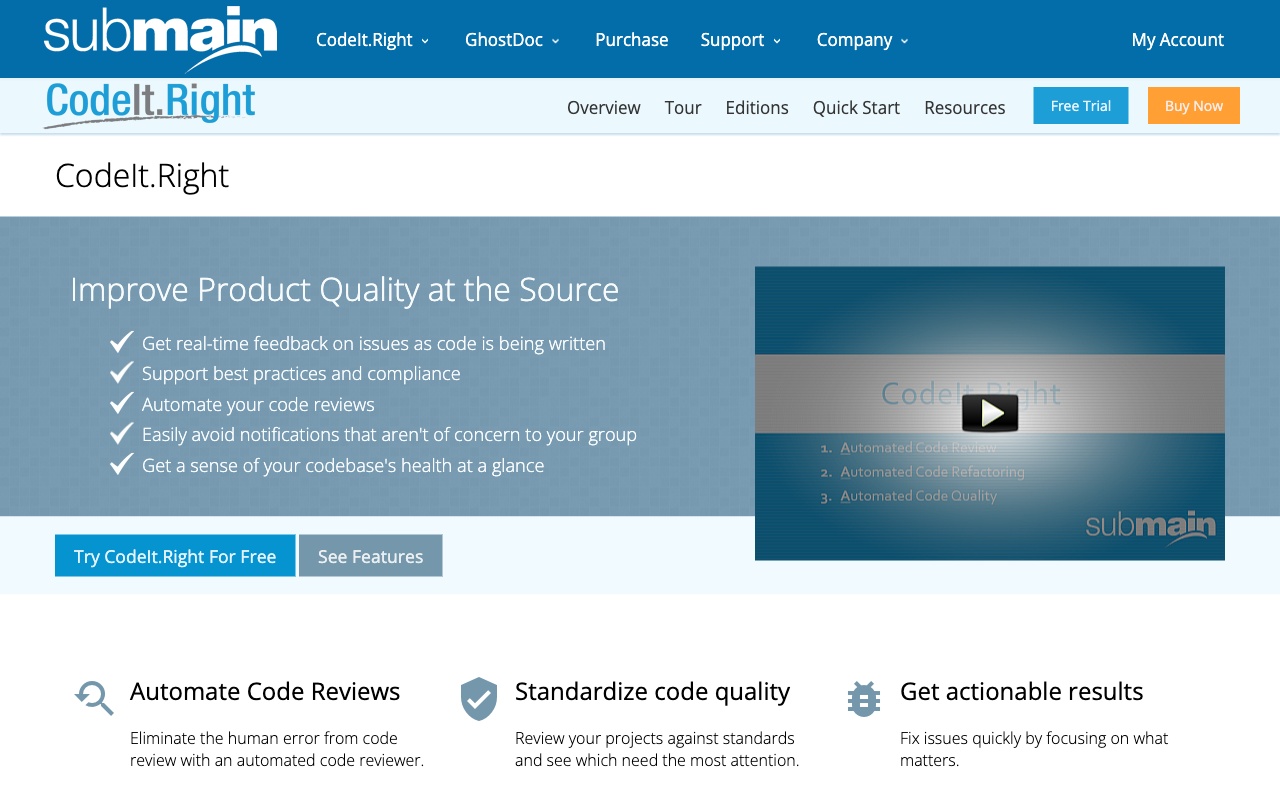 submain
CodeIt.Right
GhostDoc
Purchase
Support
Company
My Account
CodeIt.Right
Overview
Tour
Editions
Quick Start
Resources
Free Trial
Buy Now
CodeIt.Right
Improve Product Quality at the Source
Get real-time feedback on issues as code is being written
Support best practices and compliance
Automate your code reviews
Easily avoid notifications that aren't of concern to your group
Get a sense of your codebase's health at a glance
CodeIt.Right
1. Automated Code Review
2. Automated Code Refactoring
3. Automated Code Quality
submain
Try CodeIt.Right For Free
See Features
Automate Code Reviews
Eliminate the human error from code
review with an automated code reviewer.
Standardize code quality
Review your projects against standards
and see which need the most attention.
Get actionable results
Fix issues quickly by focusing on what
matters.